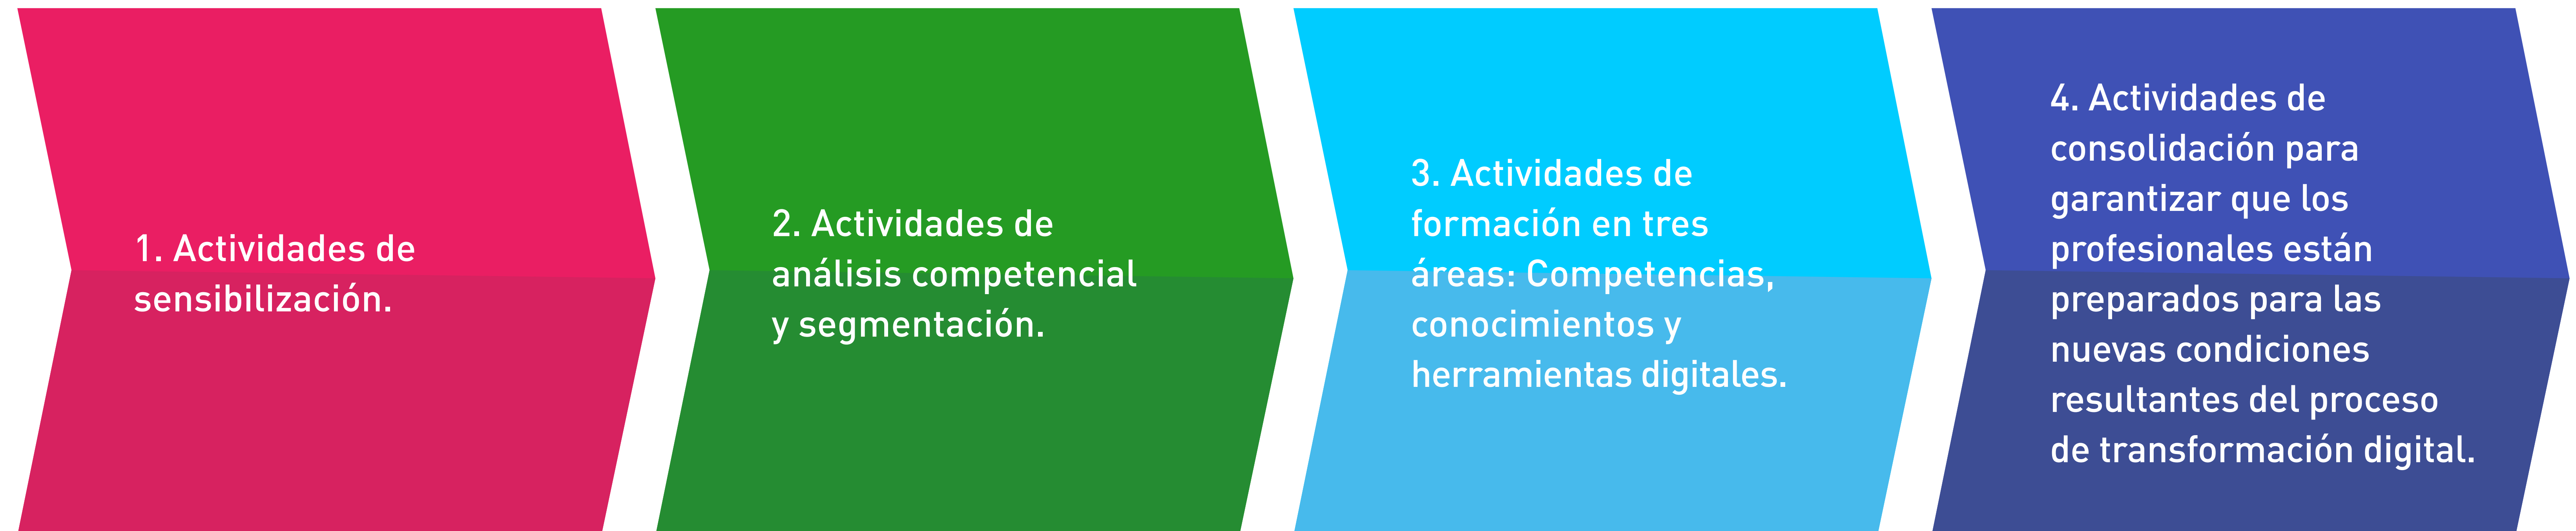 1. Actividades de
sensibilización.
2. Actividades de
análisis competencial
y segmentación.
3. Actividades de
formación en tres
áreas: Competencias,
conocimientos y
herramientas digitales.
4. Actividades de
consolidación para
garantizar que los
profesionales están
preparados para las
nuevas condiciones
resultantes del proceso
de transformación digital.